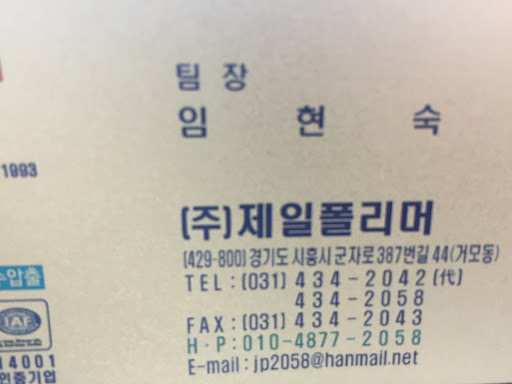 팀 장
임 현 숙
1993
(주)제일폴리머
(429-800) 경기도 시흥시 군자로 387번길 44 (거모동)
TEL : (031) 434-2042 (代)
434-2058
FAX : (031) 434-2043
H·P : 010-4877-2058
E-mail : jp2058@hanmail.net
수압출
IAF
14001
인증기업